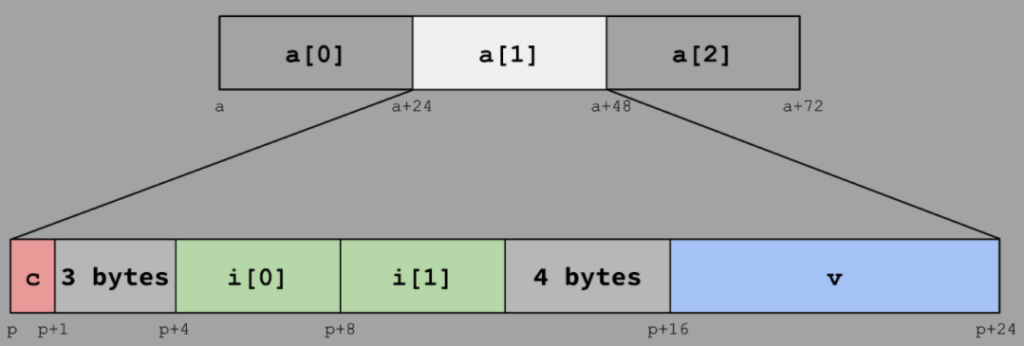 a[0] a[1] a[2]
a a+24 a+48 a+72
c 3 bytes i[0] i[1] 4 bytes v
p p+1 p+4 p+8 p+16 p+24